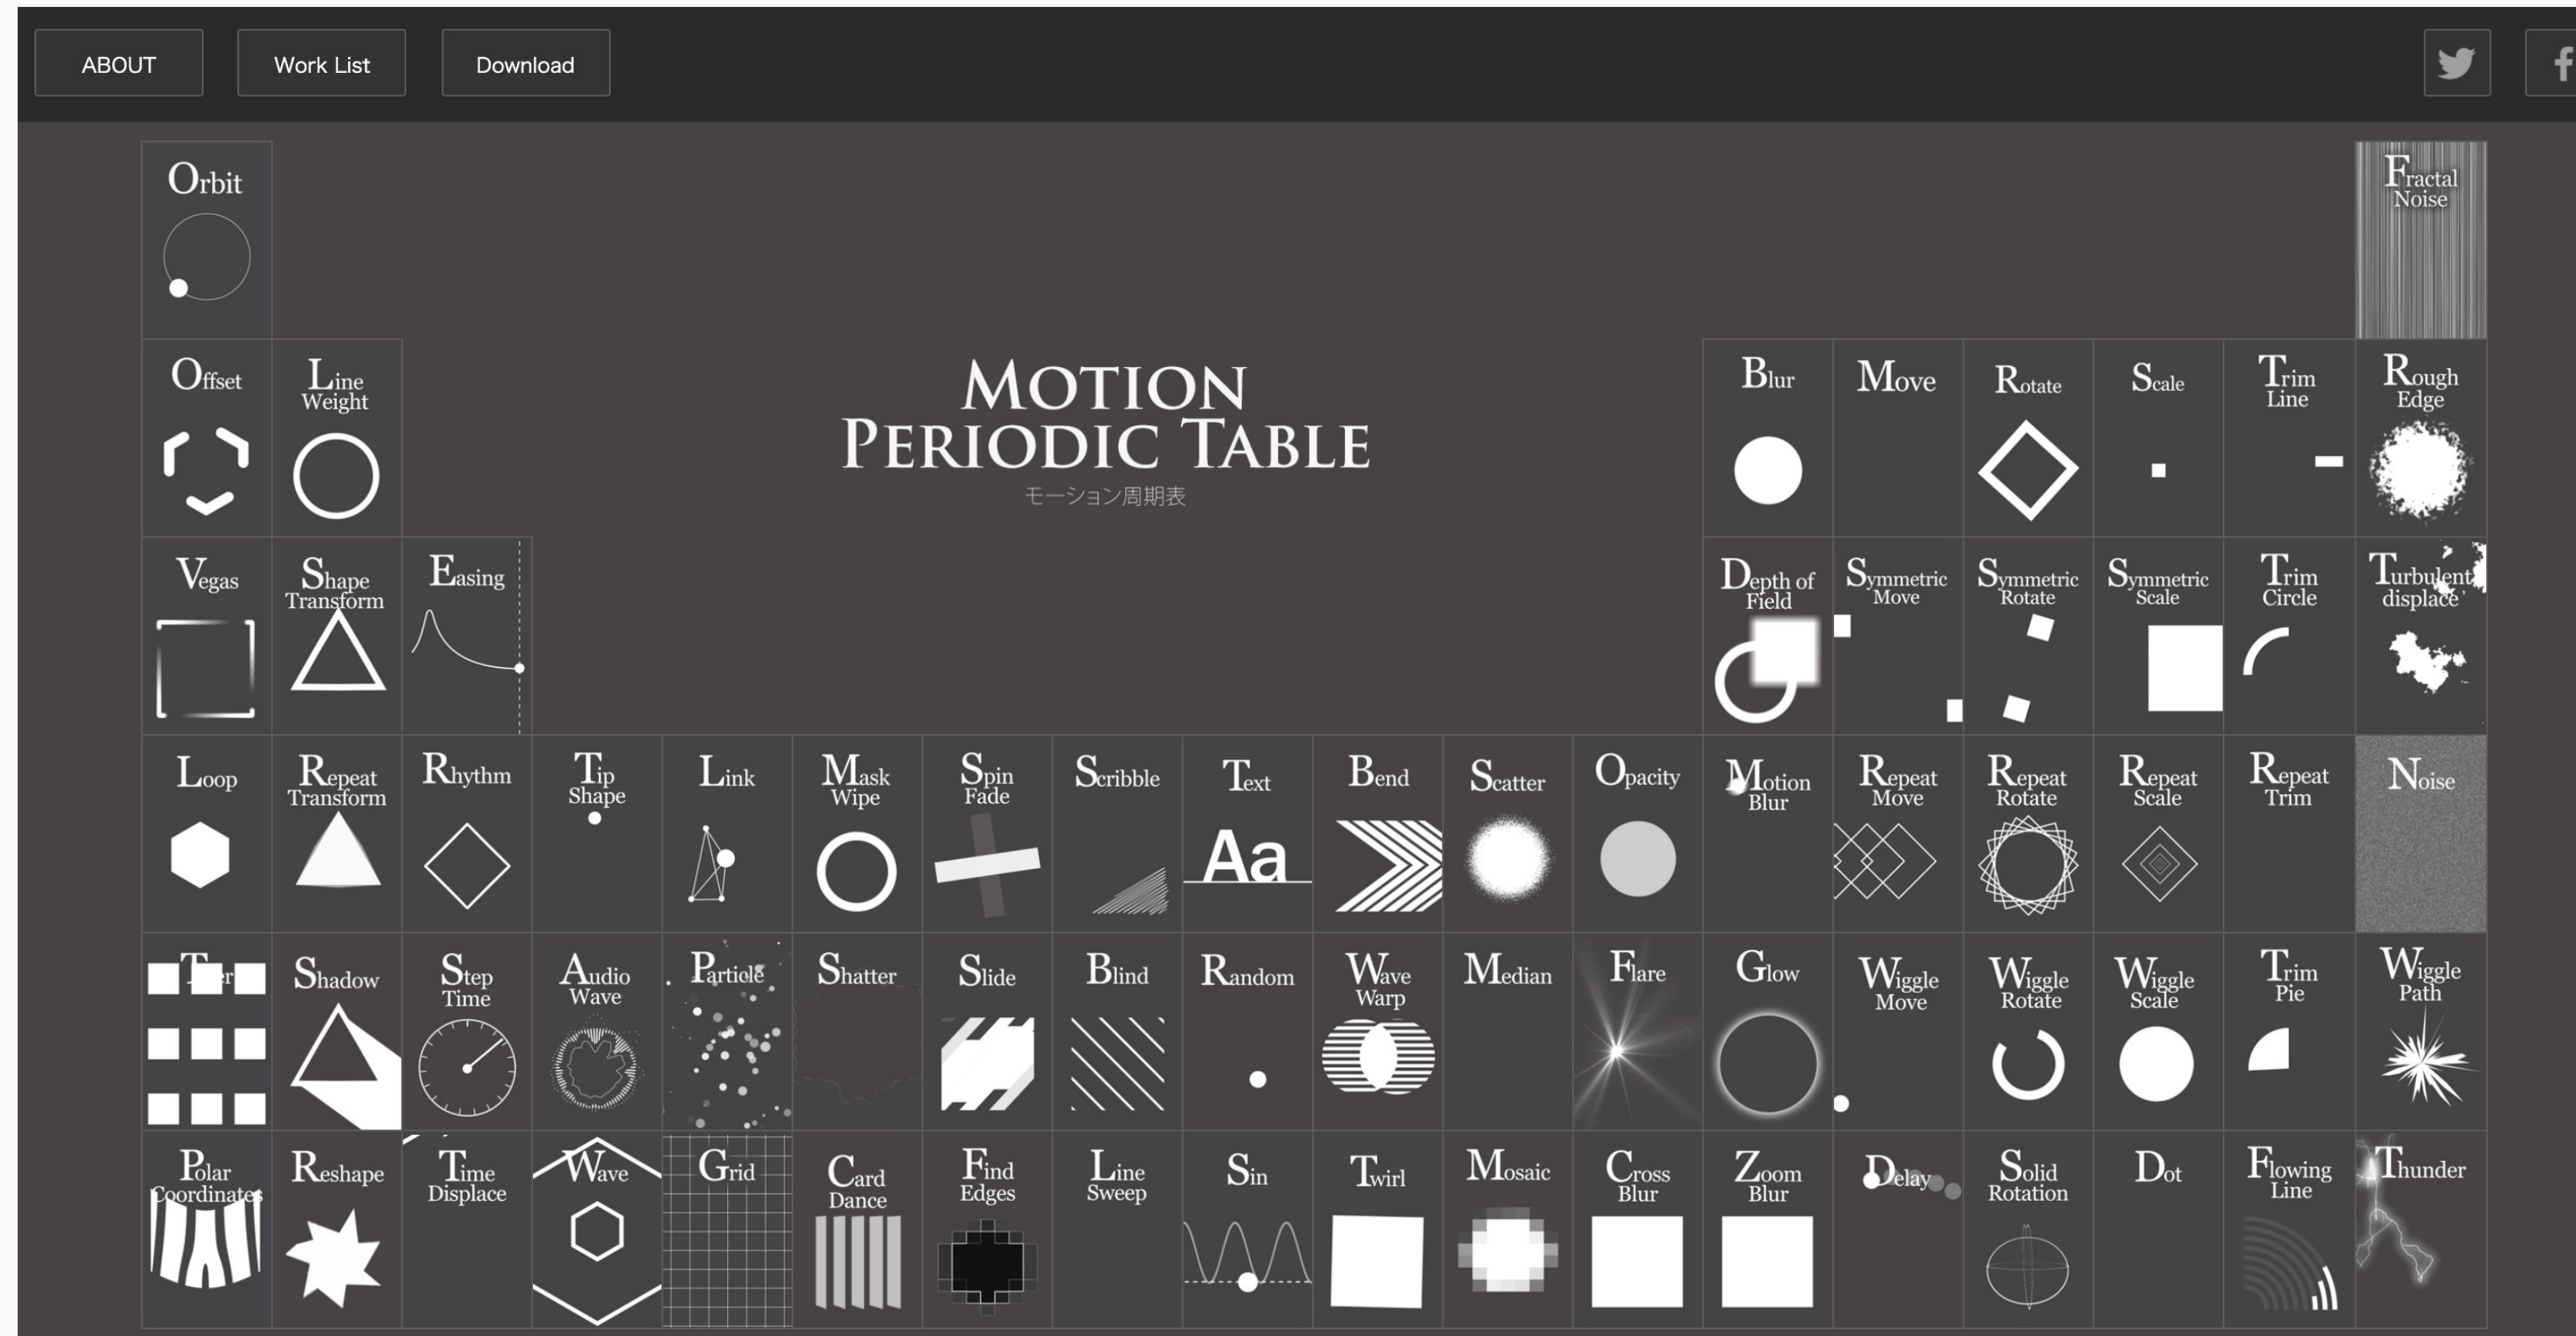 ABOUT
Work List
Download
Orbit
Fractal
Noise
MOTION
PERIODIC TABLE
モーション周期表
Offset
Line
Weight
Blur
Move
Rotate
Scale
Trim
Line
Rough
Edge
Vegas
Shape
Transform
Easing
Depth of
Field
Symmetric
Move
Symmetric
Rotate
Symmetric
Scale
Trim
Circle
Turbulent
displace
Loop
Repeat
Transform
Rhythm
Tip
Shape
Link
Mask
Wipe
Spin
Fade
Scribble
Text
Aa
Bend
Scatter
Opacity
Motion
Blur
Repeat
Move
Repeat
Rotate
Repeat
Scale
Repeat
Trim
Noise
Shadow
Step
Time
Audio
Wave
Particle
Shatter
Slide
Blind
Random
Wave
Warp
Median
Flare
Glow
Wiggle
Move
Wiggle
Rotate
Wiggle
Scale
Trim
Pie
Wiggle
Path
Polar
Coordinates
Reshape
Time
Displace
Wave
Grid
Card
Dance
Find
Edges
Line
Sweep
Sin
Twirl
Mosaic
Cross
Blur
Zoom
Blur
Delay
Solid
Rotation
Dot
Flowing
Line
Thunder